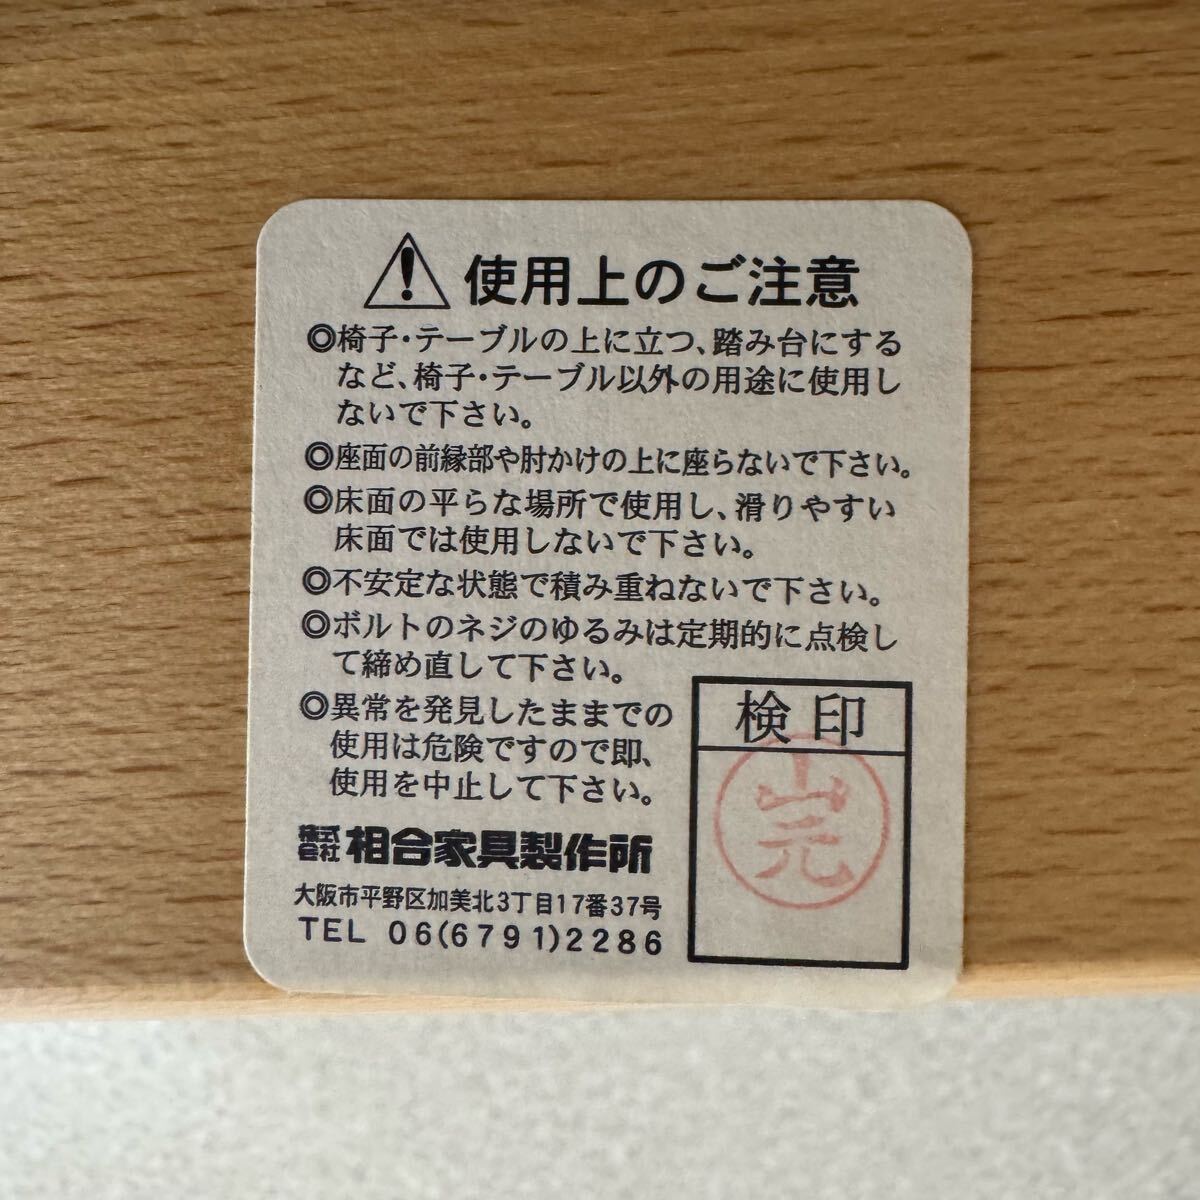 使用上のご注意
◎椅子・テーブルの上に立つ、踏み台にする
など、椅子・テーブル以外の用途に使用し
ないで下さい。
◎座面の前縁部や肘かけの上に座らないで下さい。
◎床面の平らな場所で使用し、滑りやすい
床面では使用しないで下さい。
◎不安定な状態で積み重ねないで下さい。
◎ボルトのネジのゆるみは定期的に点検し
て締め直して下さい。
◎異常を発見したままでの
使用は危険ですので即、
使用を中止して下さい。
株式会社 相合家具製作所
大阪市平野区加美北3丁目17番37号
TEL 06(6791)2286
検印
山元